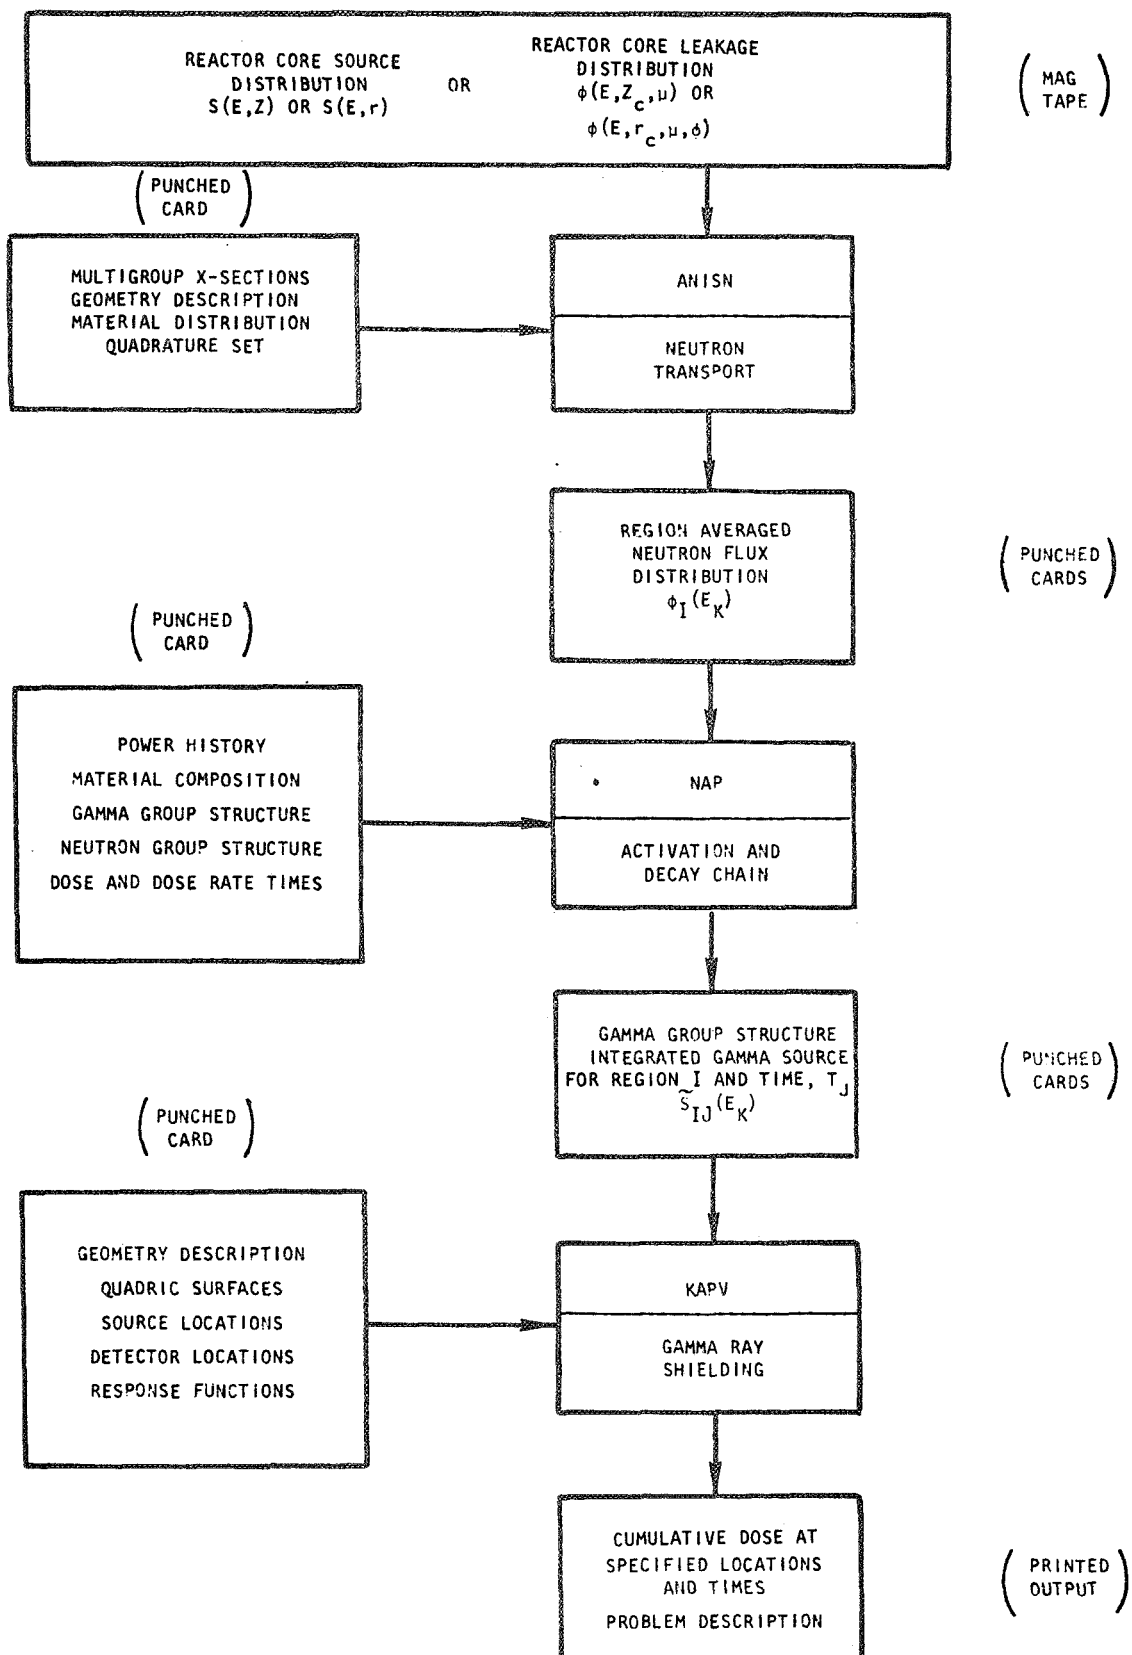 REACTOR CORE SOURCE
DISTRIBUTION
S(E,Z) OR S(E,r)
OR
REACTOR CORE LEAKAGE
DISTRIBUTION
ϕ(E,Z_c,μ) OR
ϕ(E,r_c,μ,ϕ)
(MAG
TAPE)
(PUNCHED
CARD)
MULTIGROUP X-SECTIONS
GEOMETRY DESCRIPTION
MATERIAL DISTRIBUTION
QUADRATURE SET
ANISN
NEUTRON
TRANSPORT
REGION AVERAGED
NEUTRON FLUX
DISTRIBUTION
ϕ_I(E_K)
(PUNCHED
CARDS)
(PUNCHED
CARD)
POWER HISTORY
MATERIAL COMPOSITION
GAMMA GROUP STRUCTURE
NEUTRON GROUP STRUCTURE
DOSE AND DOSE RATE TIMES
NAP
ACTIVATION AND
DECAY CHAIN
GAMMA GROUP STRUCTURE
INTEGRATED GAMMA SOURCE
FOR REGION I AND TIME, T_J
S̃_IJ(E_K)
(PUNCHED
CARDS)
(PUNCHED
CARD)
GEOMETRY DESCRIPTION
QUADRIC SURFACES
SOURCE LOCATIONS
DETECTOR LOCATIONS
RESPONSE FUNCTIONS
KAPV
GAMMA RAY
SHIELDING
CUMULATIVE DOSE AT
SPECIFIED LOCATIONS
AND TIMES
PROBLEM DESCRIPTION
(PRINTED
OUTPUT)